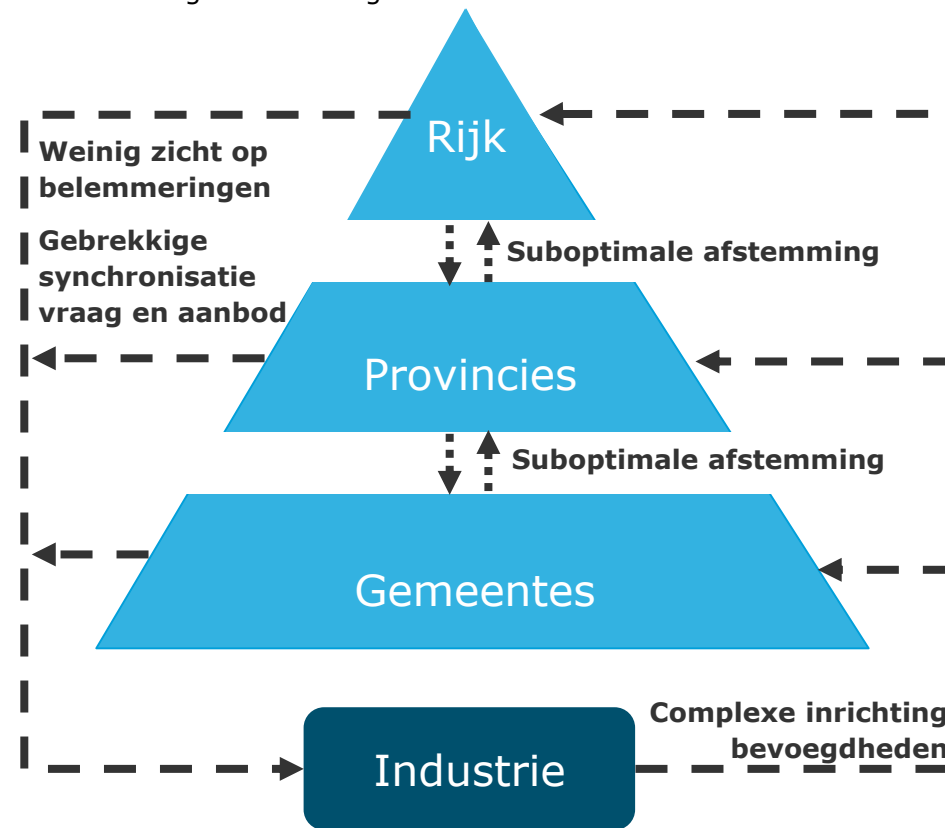 Rijk
Weinig zicht op
belemmeringen
Gebrekkige
synchronisatie
vraag en aanbod
Suboptimale afstemming
Provincies
Suboptimale afstemming
Gemeentes
Complexe inrichting
bevoegdheden
Industrie